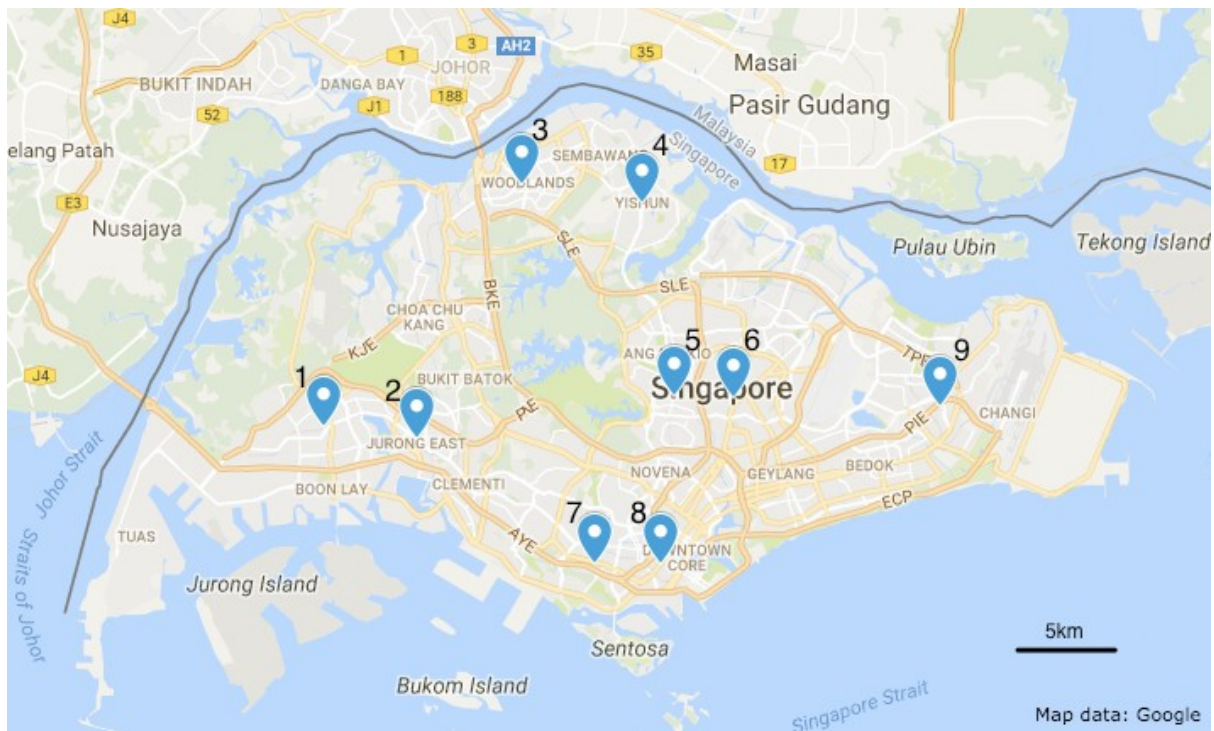 J4
35
3
1
AH2
Masai
JOHOR
BUKIT INDAH
DANGA BAY
188
Pasir Gudang
J1
52
Malaysia
Singapore
3
4
17
elang Patah
SEMBAWANG
WOODLANDS
E3
YISHUN
Nusajaya
SLE
Pulau Ubin
Tekong Island
BKE
SLE
CHOA CHU
KANG
KJE
5
6
ANG
KIO
TPE
9
J4
1
2
BUKIT BATOK
Singapore
PIE
CHANGI
PIE
JURONG EAST
NOVENA
GEYLANG
BEDOK
Johor Strait
BOON LAY
CLEMENTI
ECP
7
8
AYE
TUAS
DOWNTOWN
CORE
Straits of Johor
Jurong Island
5km
Sentosa
Bukom Island
Singapore Strait
Map data: Google